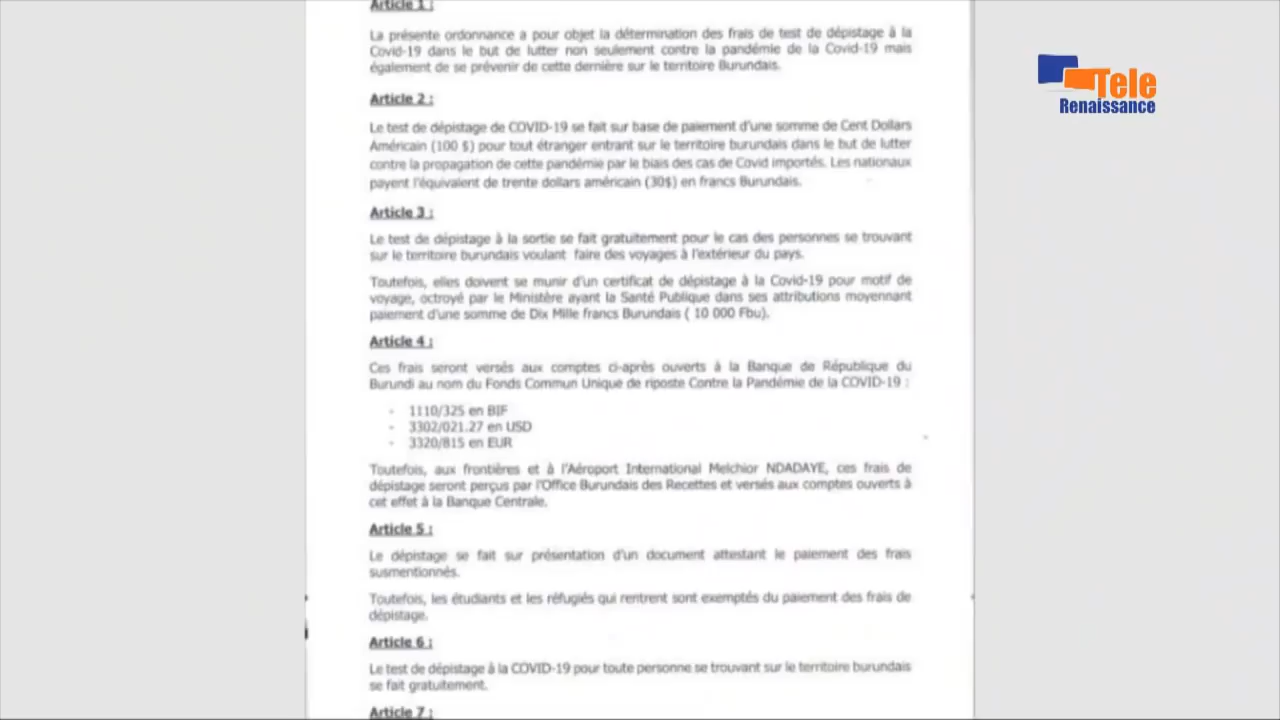 Article 1 :
La présente ordonnance a pour objet la détermination des frais de test de dépistage à la
Covid-19 dans le but de lutter non seulement contre la pandémie de la Covid-19 mais
également de se prévenir de cette dernière sur le territoire Burundais.
Article 2 :
Le test de dépistage de COVID-19 se fait sur base de paiement d'une somme de Cent Dollars
Américain (100 $) pour tout étranger entrant sur le territoire burundais dans le but de lutter
contre la propagation de cette pandémie par le biais des cas de Covid importés. Les nationaux
payent l'équivalent de trente dollars américain (30$) en francs Burundais.
Article 3 :
Le test de dépistage à la sortie se fait gratuitement pour le cas des personnes se trouvant
sur le territoire burundais voulant faire des voyages à l'extérieur du pays.
Toutefois, elles doivent se munir d'un certificat de dépistage à la Covid-19 pour motif de
voyage, octroyé par le Ministère ayant la Santé Publique dans ses attributions moyennant
paiement d'une somme de Dix Mille francs Burundais ( 10 000 Fbu).
Article 4 :
Ces frais seront versés aux comptes ci-après ouverts à la Banque de République du
Burundi au nom du Fonds Commun Unique de riposte Contre la Pandémie de la COVID-19 :
- 1110/325 en BIF
- 3302/021.27 en USD
- 3320/815 en EUR
Toutefois, aux frontières et à l'Aéroport International Melchior NDADAYE, ces frais de
dépistage seront perçus par l'Office Burundais des Recettes et versés aux comptes ouverts à
cet effet à la Banque Centrale.
Article 5 :
Le dépistage se fait sur présentation d'un document attestant le paiement des frais
susmentionnés.
Toutefois, les étudiants et les réfugiés qui rentrent sont exemptés du paiement des frais de
dépistage.
Article 6 :
Le test de dépistage à la COVID-19 pour toute personne se trouvant sur le territoire burundais
se fait gratuitement.
Article 7 :
Tele
Renaissance